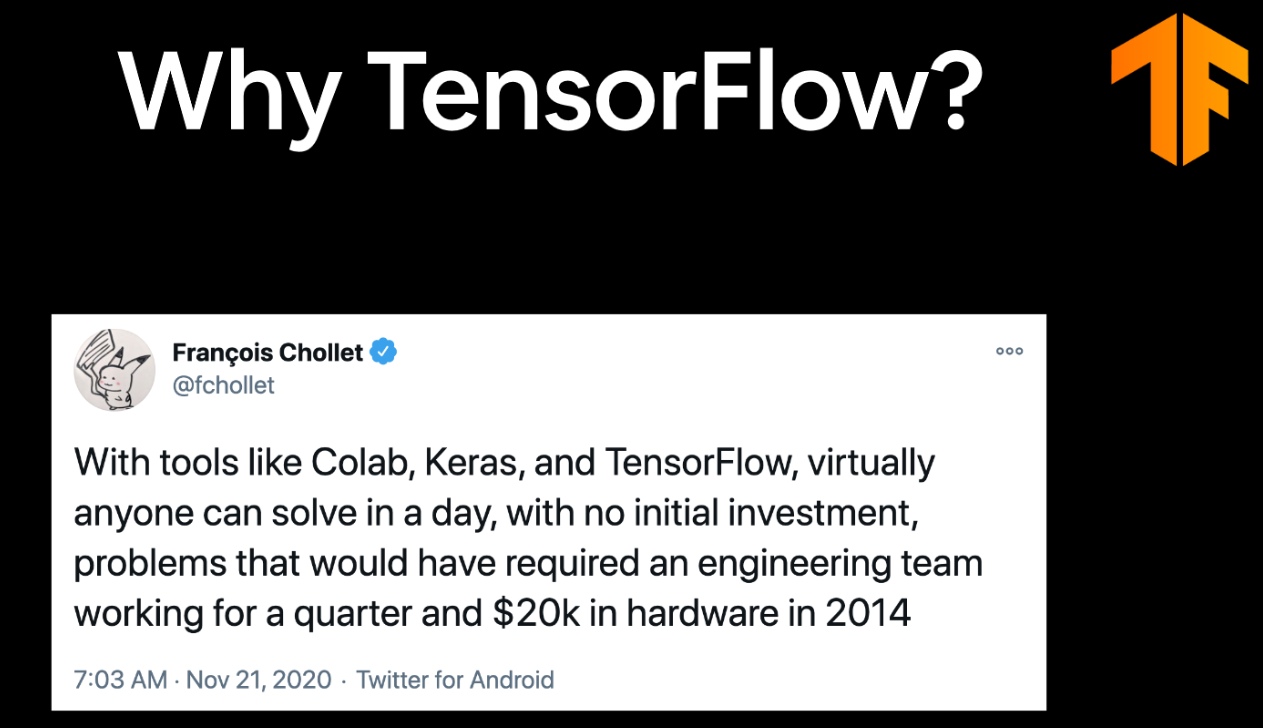 Why TensorFlow?
François Chollet
@fchollet
With tools like Colab, Keras, and TensorFlow, virtually
anyone can solve in a day, with no initial investment,
problems that would have required an engineering team
working for a quarter and $20k in hardware in 2014
7:03 AM · Nov 21, 2020 · Twitter for Android